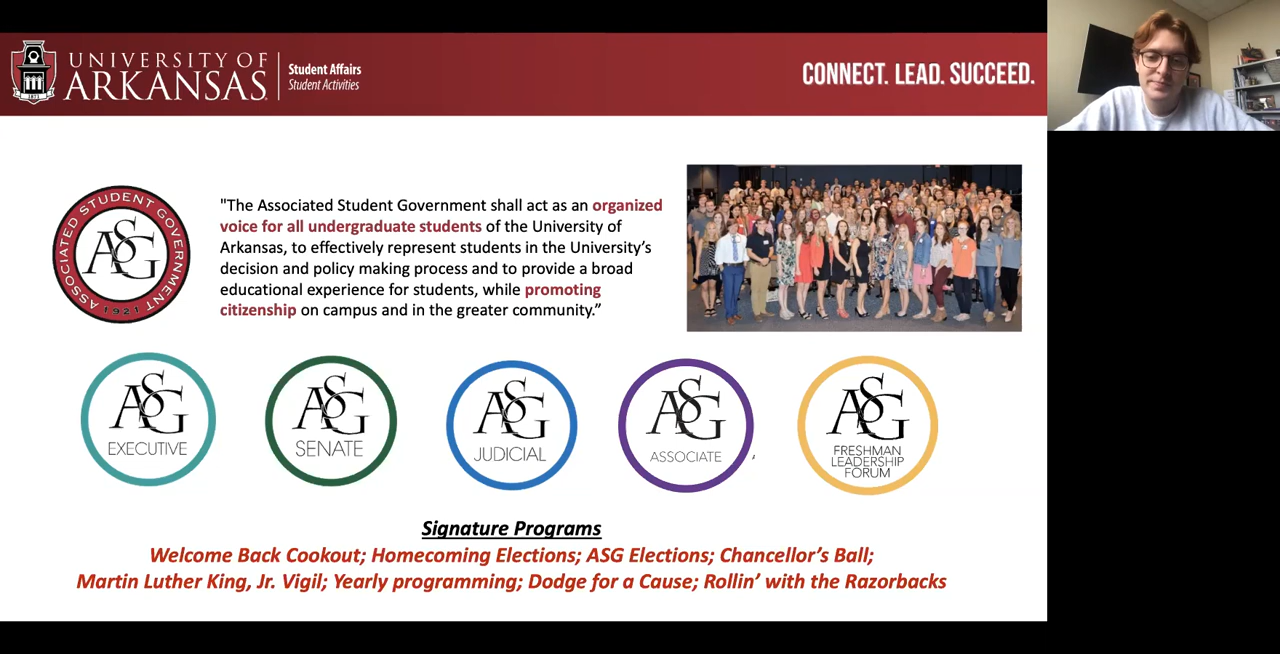 UNIVERSITY OF
ARKANSAS
Student Affairs
Student Activities
CONNECT. LEAD. SUCCEED.
1871
ASSOCIATED STUDENT GOVERNMENT
ASG
1921
"The Associated Student Government shall act as an organized
voice for all undergraduate students of the University of
Arkansas, to effectively represent students in the University’s
decision and policy making process and to provide a broad
educational experience for students, while promoting
citizenship on campus and in the greater community.”
ASG
EXECUTIVE
ASG
SENATE
ASG
JUDICIAL
ASG
ASSOCIATE
,
ASG
FRESHMAN
LEADERSHIP
FORUM
Signature Programs
Welcome Back Cookout; Homecoming Elections; ASG Elections; Chancellor’s Ball;
Martin Luther King, Jr. Vigil; Yearly programming; Dodge for a Cause; Rollin’ with the Razorbacks